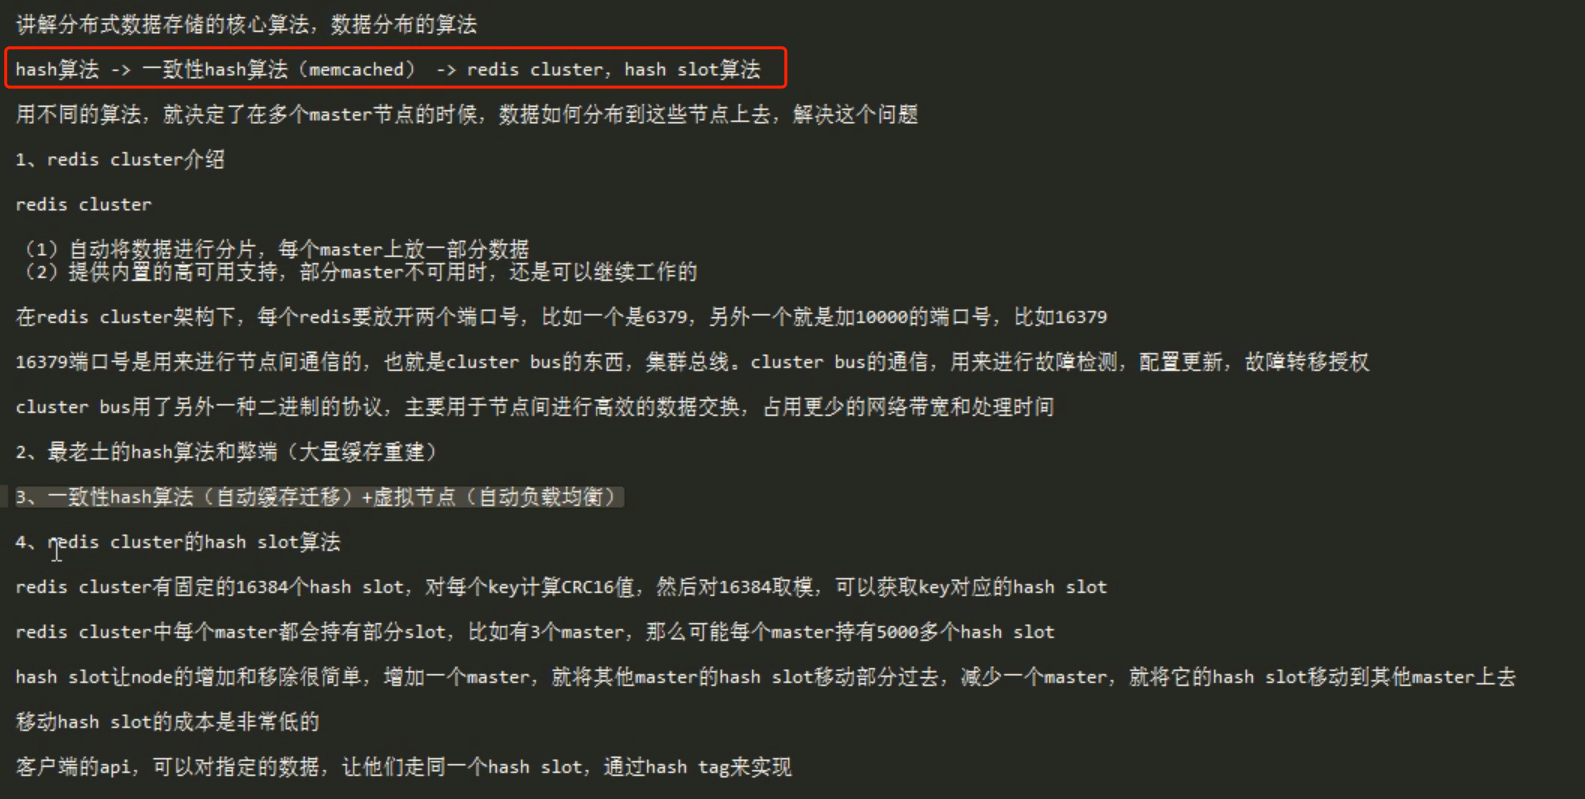 讲解分布式数据存储的核心算法，数据分布的算法
hash算法 -> 一致性hash算法（memcached） -> redis cluster，hash slot算法
用不同的算法，就决定了在多个master节点的时候，数据如何分布到这些节点上去，解决这个问题
1、redis cluster介绍
redis cluster
（1）自动将数据进行分片，每个master上放一部分数据
（2）提供内置的高可用支持，部分master不可用时，还是可以继续工作的
在redis cluster架构下，每个redis要放开两个端口号，比如一个是6379，另外一个就是加10000的端口号，比如16379
16379端口号是用来进行节点间通信的，也就是cluster bus的东西，集群总线。cluster bus的通信，用来进行故障检测，配置更新，故障转移授权
cluster bus用了另外一种二进制的协议，主要用于节点间进行高效的数据交换，占用更少的网络带宽和处理时间
2、最老土的hash算法和弊端（大量缓存重建）
3、一致性hash算法（自动缓存迁移）+虚拟节点（自动负载均衡）
4、redis cluster的hash slot算法
redis cluster有固定的16384个hash slot，对每个key计算CRC16值，然后对16384取模，可以获取key对应的hash slot
redis cluster中每个master都会持有部分slot，比如有3个master，那么可能每个master持有5000多个hash slot
hash slot让node的增加和移除很简单，增加一个master，就将其他master的hash slot移动部分过去，减少一个master，就将它的hash slot移动到其他master上去
移动hash slot的成本是非常低的
客户端的api，可以对指定的数据，让他们走同一个hash slot，通过hash tag来实现